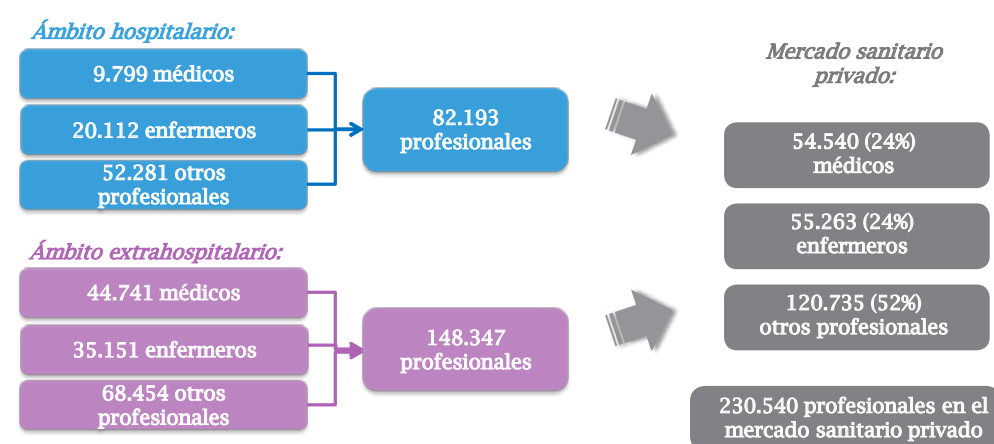 Ámbito hospitalario:
9.799 médicos
20.112 enfermeros
52.281 otros
profesionales
82.193
profesionales
Ámbito extrahospitalario:
44.741 médicos
35.151 enfermeros
68.454 otros
profesionales
148.347
profesionales
Mercado sanitario
privado:
54.540 (24%)
médicos
55.263 (24%)
enfermeros
120.735 (52%)
otros profesionales
230.540 profesionales en el
mercado sanitario privado